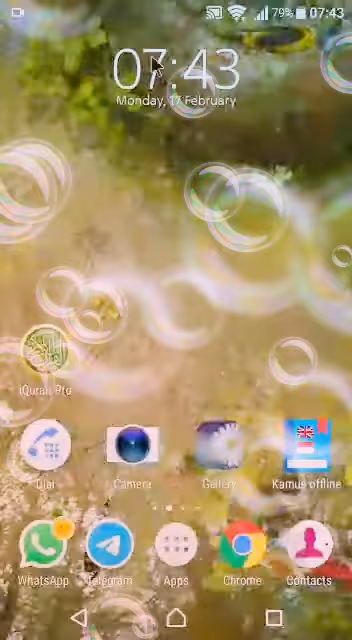 79% 07:43
07:43
Monday, 17 February
iQuran Pro
Dial Camera Gallery Kamus offline
WhatsApp Telegram Apps Chrome Contacts